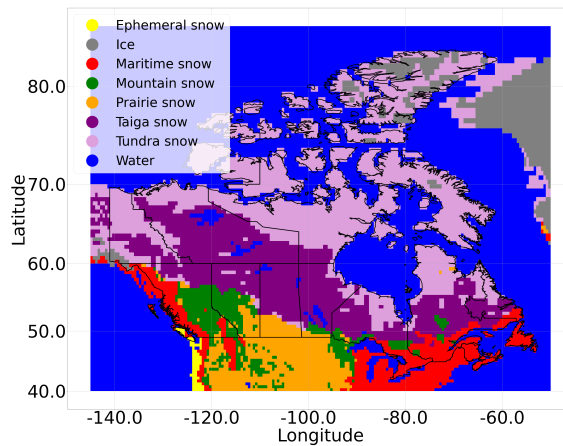 Ephemeral snow
Ice
Maritime snow
Mountain snow
Prairie snow
Taiga snow
Tundra snow
Water
80.0
70.0
60.0
50.0
40.0
Latitude
-140.0 -120.0 -100.0 -80.0 -60.0
Longitude